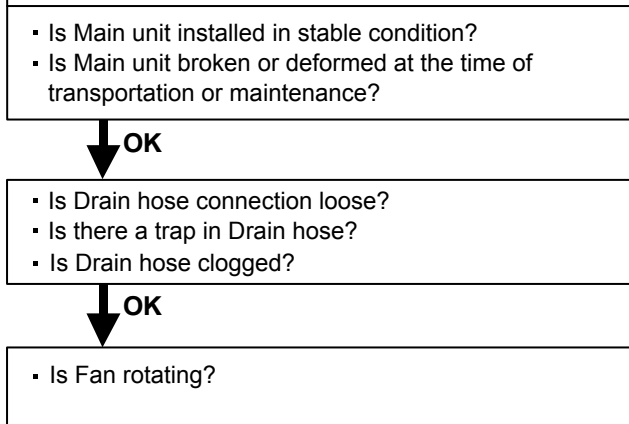 ▪ Is Main unit installed in stable condition?
▪ Is Main unit broken or deformed at the time of
transportation or maintenance?
OK
▪ Is Drain hose connection loose?
▪ Is there a trap in Drain hose?
▪ Is Drain hose clogged?
OK
▪ Is Fan rotating?